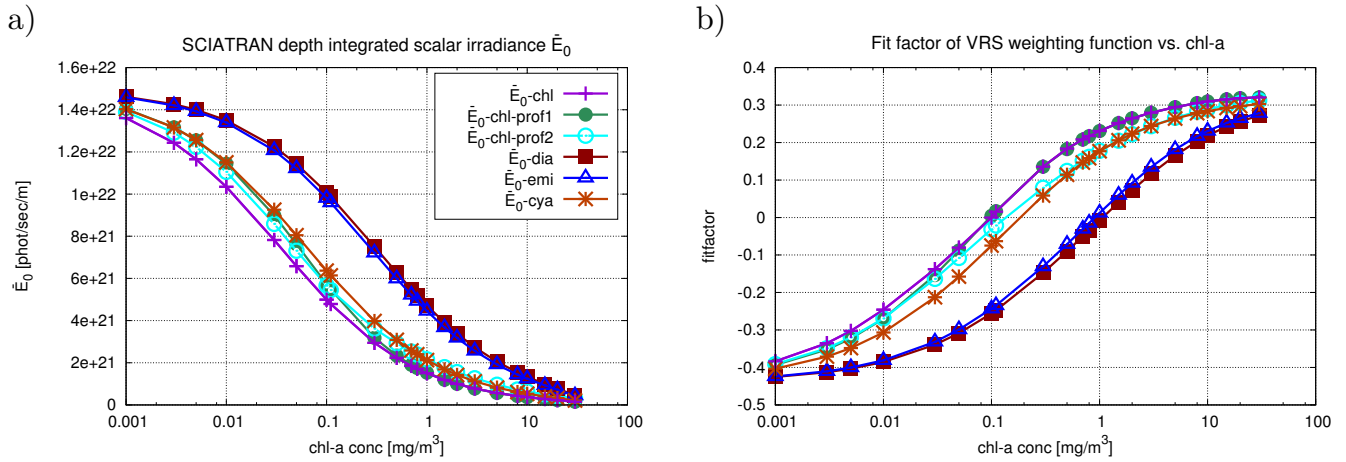 a)
SCIATRAN depth integrated scalar irradiance Ē₀
1.6e+22
1.4e+22
1.2e+22
1e+22
8e+21
6e+21
4e+21
2e+21
0
Ē₀ [phot/sec/m]
Ē₀-chl
Ē₀-chl-prof1
Ē₀-chl-prof2
Ē₀-dia
Ē₀-emi
Ē₀-cya
0.001 0.01 0.1 1 10 100
chl-a conc [mg/m³]
b)
Fit factor of VRS weighting function vs. chl-a
0.4
0.3
0.2
0.1
0
-0.1
-0.2
-0.3
-0.4
-0.5
fitfactor
0.001 0.01 0.1 1 10 100
chl-a conc [mg/m³]